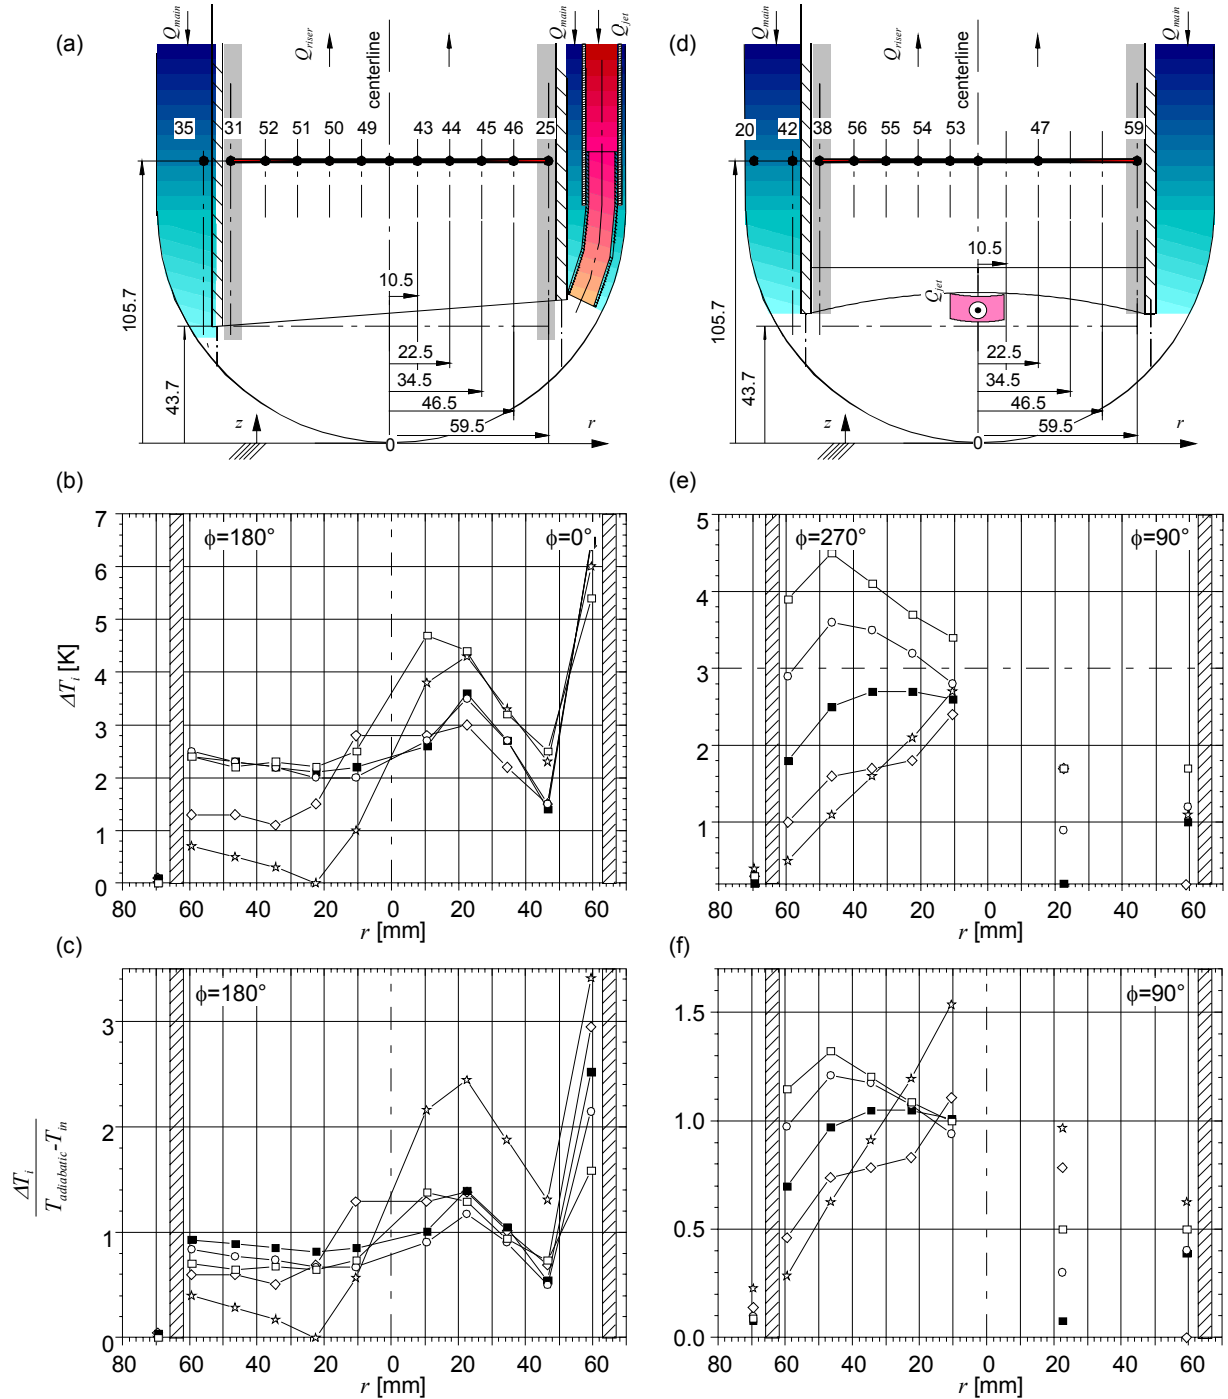 (a)
Q_main
Q_riser
centerline
Q_main
Q_jet
35
31
52
51
50
49
43
44
45
46
25
105.7
43.7
10.5
22.5
34.5
46.5
59.5
z
0
r
(d)
Q_main
Q_riser
centerline
Q_main
20
42
38
56
55
54
53
47
59
105.7
43.7
10.5
Q_jet
22.5
34.5
46.5
59.5
z
0
r
(b)
ϕ=180°
ϕ=0°
7
6
5
4
3
2
1
0
ΔT_i [K]
80 60 40 20 0 20 40 60
r [mm]
(e)
ϕ=270°
ϕ=90°
5
4
3
2
1
80 60 40 20 0 20 40 60
r [mm]
(c)
ϕ=180°
3
2
1
0
ΔT_i
T_adiabatic-T_in
80 60 40 20 0 20 40 60
r [mm]
(f)
ϕ=90°
1.5
1.0
0.5
0.0
80 60 40 20 0 20 40 60
r [mm]